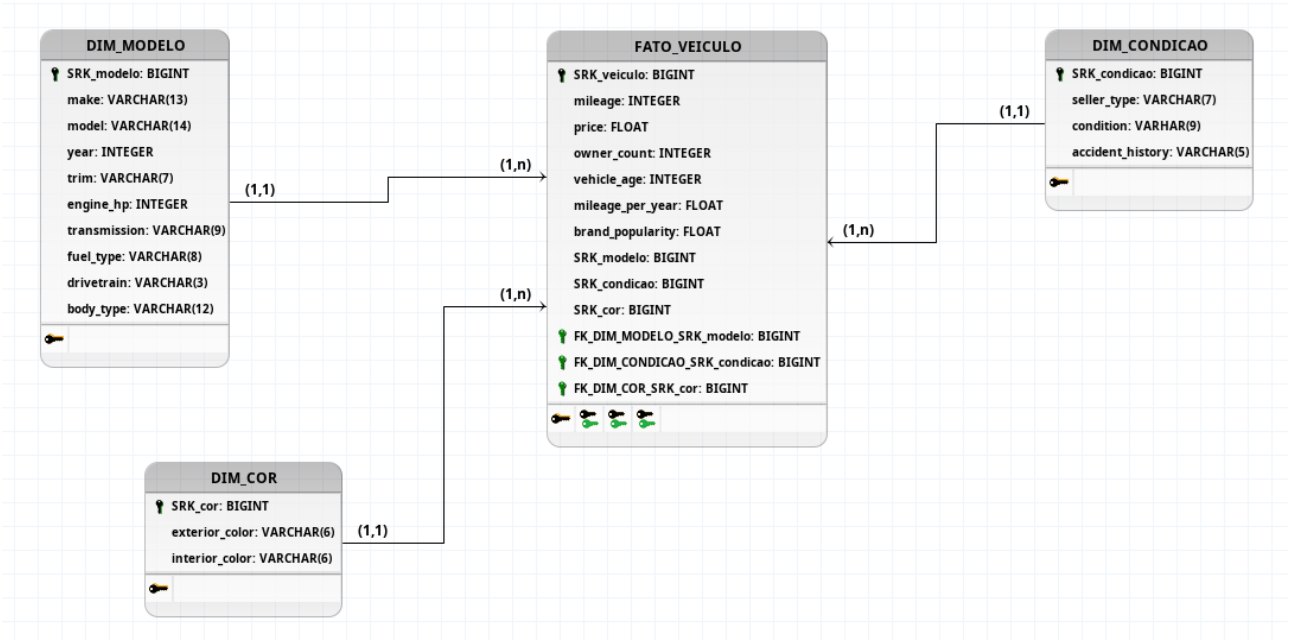 DIM_MODELO
SRK_modelo: BIGINT
make: VARCHAR(13)
model: VARCHAR(14)
year: INTEGER
trim: VARCHAR(7)
engine_hp: INTEGER
transmission: VARCHAR(9)
fuel_type: VARCHAR(8)
drivetrain: VARCHAR(3)
body_type: VARCHAR(12)
(1,1)
(1,n)
FATO_VEICULO
SRK_veiculo: BIGINT
mileage: INTEGER
price: FLOAT
owner_count: INTEGER
vehicle_age: INTEGER
mileage_per_year: FLOAT
brand_popularity: FLOAT
SRK_modelo: BIGINT
SRK_condicao: BIGINT
SRK_cor: BIGINT
FK_DIM_MODELO_SRK_modelo: BIGINT
FK_DIM_CONDICAO_SRK_condicao: BIGINT
FK_DIM_COR_SRK_cor: BIGINT
DIM_CONDICAO
SRK_condicao: BIGINT
seller_type: VARCHAR(7)
condition: VARHAR(9)
accident_history: VARCHAR(5)
(1,1)
(1,n)
(1,n)
DIM_COR
SRK_cor: BIGINT
exterior_color: VARCHAR(6)
interior_color: VARCHAR(6)
(1,1)